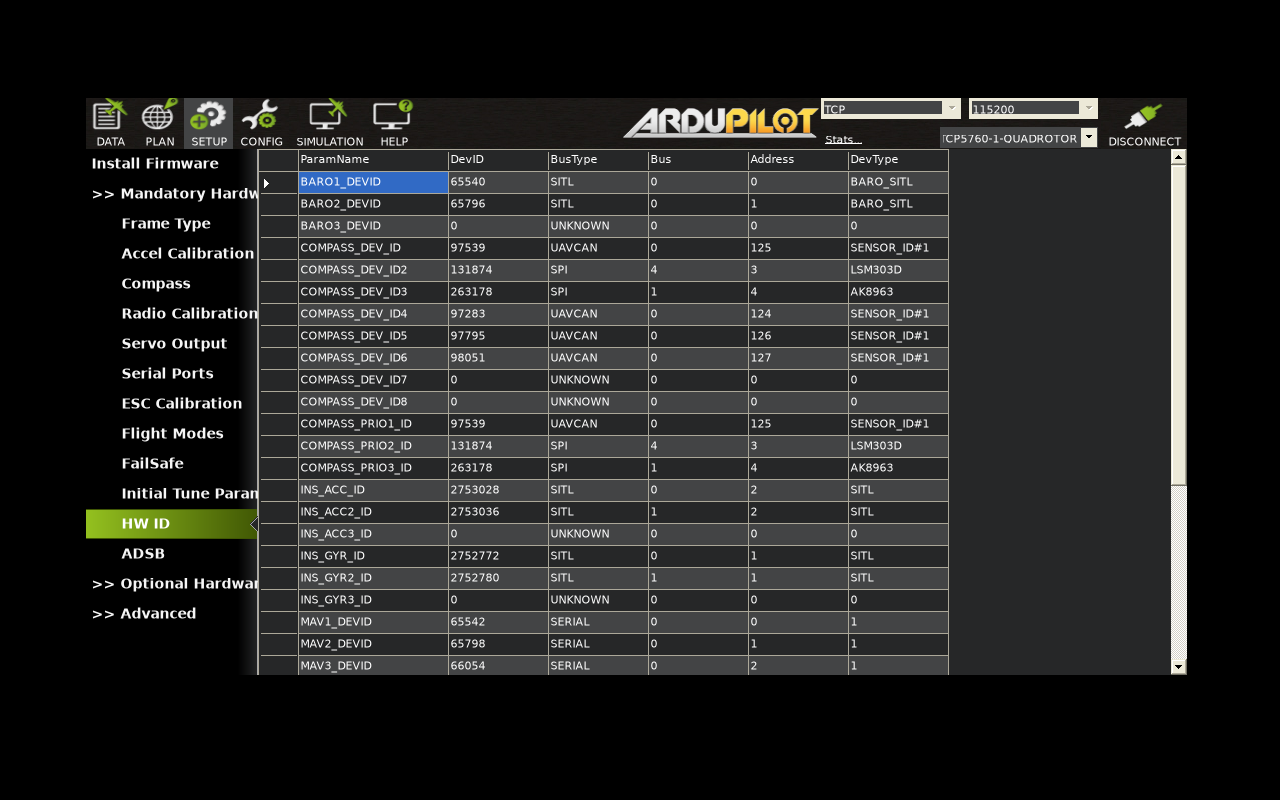 DATA PLAN SETUP CONFIG SIMULATION HELP ARDUPILOT TCP 115200
Stats... TCP5760-1-QUADROTOR DISCONNECT
Install Firmware
>> Mandatory Hardw
Frame Type
Accel Calibration
Compass
Radio Calibration
Servo Output
Serial Ports
ESC Calibration
Flight Modes
FailSafe
Initial Tune Param
HW ID
ADSB
>> Optional Hardwar
>> Advanced
ParamName DevID BusType Bus Address DevType
BARO1_DEVID 65540 SITL 0 0 BARO_SITL
BARO2_DEVID 65796 SITL 0 1 BARO_SITL
BARO3_DEVID 0 UNKNOWN 0 0 0
COMPASS_DEV_ID 97539 UAVCAN 0 125 SENSOR_ID#1
COMPASS_DEV_ID2 131874 SPI 4 3 LSM303D
COMPASS_DEV_ID3 263178 SPI 1 4 AK8963
COMPASS_DEV_ID4 97283 UAVCAN 0 124 SENSOR_ID#1
COMPASS_DEV_ID5 97795 UAVCAN 0 126 SENSOR_ID#1
COMPASS_DEV_ID6 98051 UAVCAN 0 127 SENSOR_ID#1
COMPASS_DEV_ID7 0 UNKNOWN 0 0 0
COMPASS_DEV_ID8 0 UNKNOWN 0 0 0
COMPASS_PRIO1_ID 97539 UAVCAN 0 125 SENSOR_ID#1
COMPASS_PRIO2_ID 131874 SPI 4 3 LSM303D
COMPASS_PRIO3_ID 263178 SPI 1 4 AK8963
INS_ACC_ID 2753028 SITL 0 2 SITL
INS_ACC2_ID 2753036 SITL 1 2 SITL
INS_ACC3_ID 0 UNKNOWN 0 0 0
INS_GYR_ID 2752772 SITL 0 1 SITL
INS_GYR2_ID 2752780 SITL 1 1 SITL
INS_GYR3_ID 0 UNKNOWN 0 0 0
MAV1_DEVID 65542 SERIAL 0 0 1
MAV2_DEVID 65798 SERIAL 0 1 1
MAV3_DEVID 66054 SERIAL 0 2 1